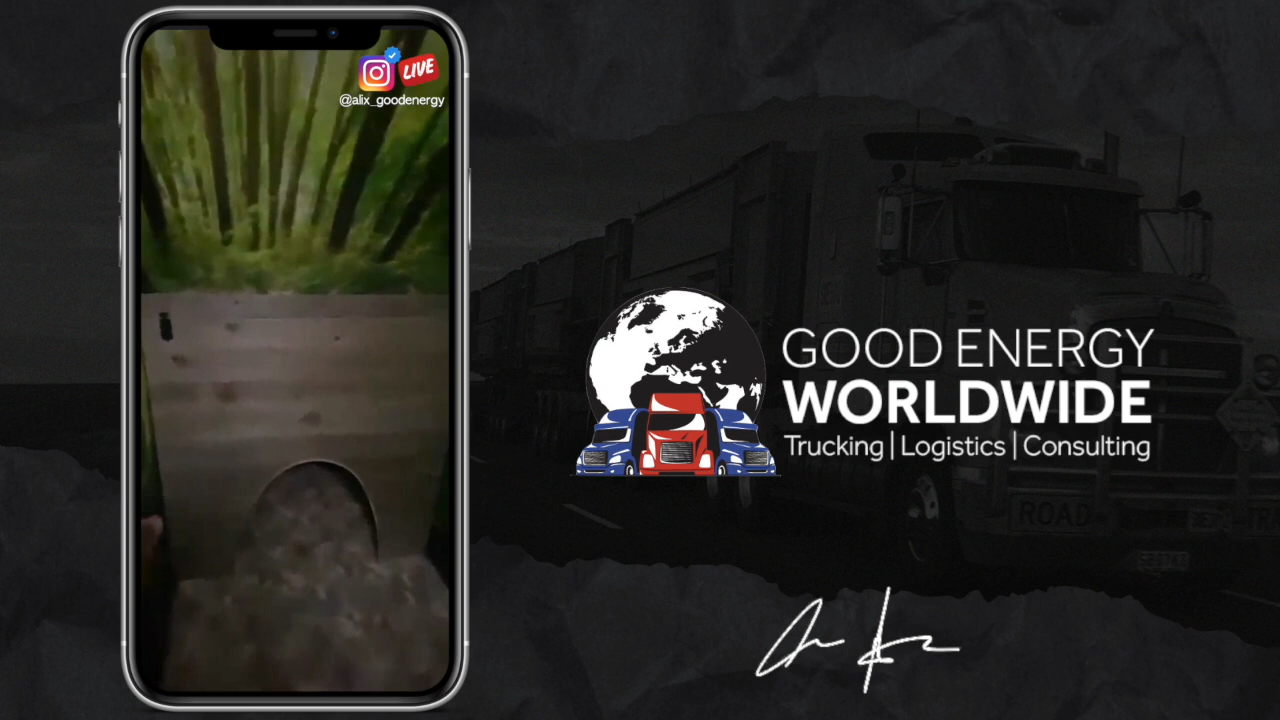 LIVE
@alix_goodenergy
GOOD ENERGY
WORLDWIDE
Trucking | Logistics | Consulting
ROAD